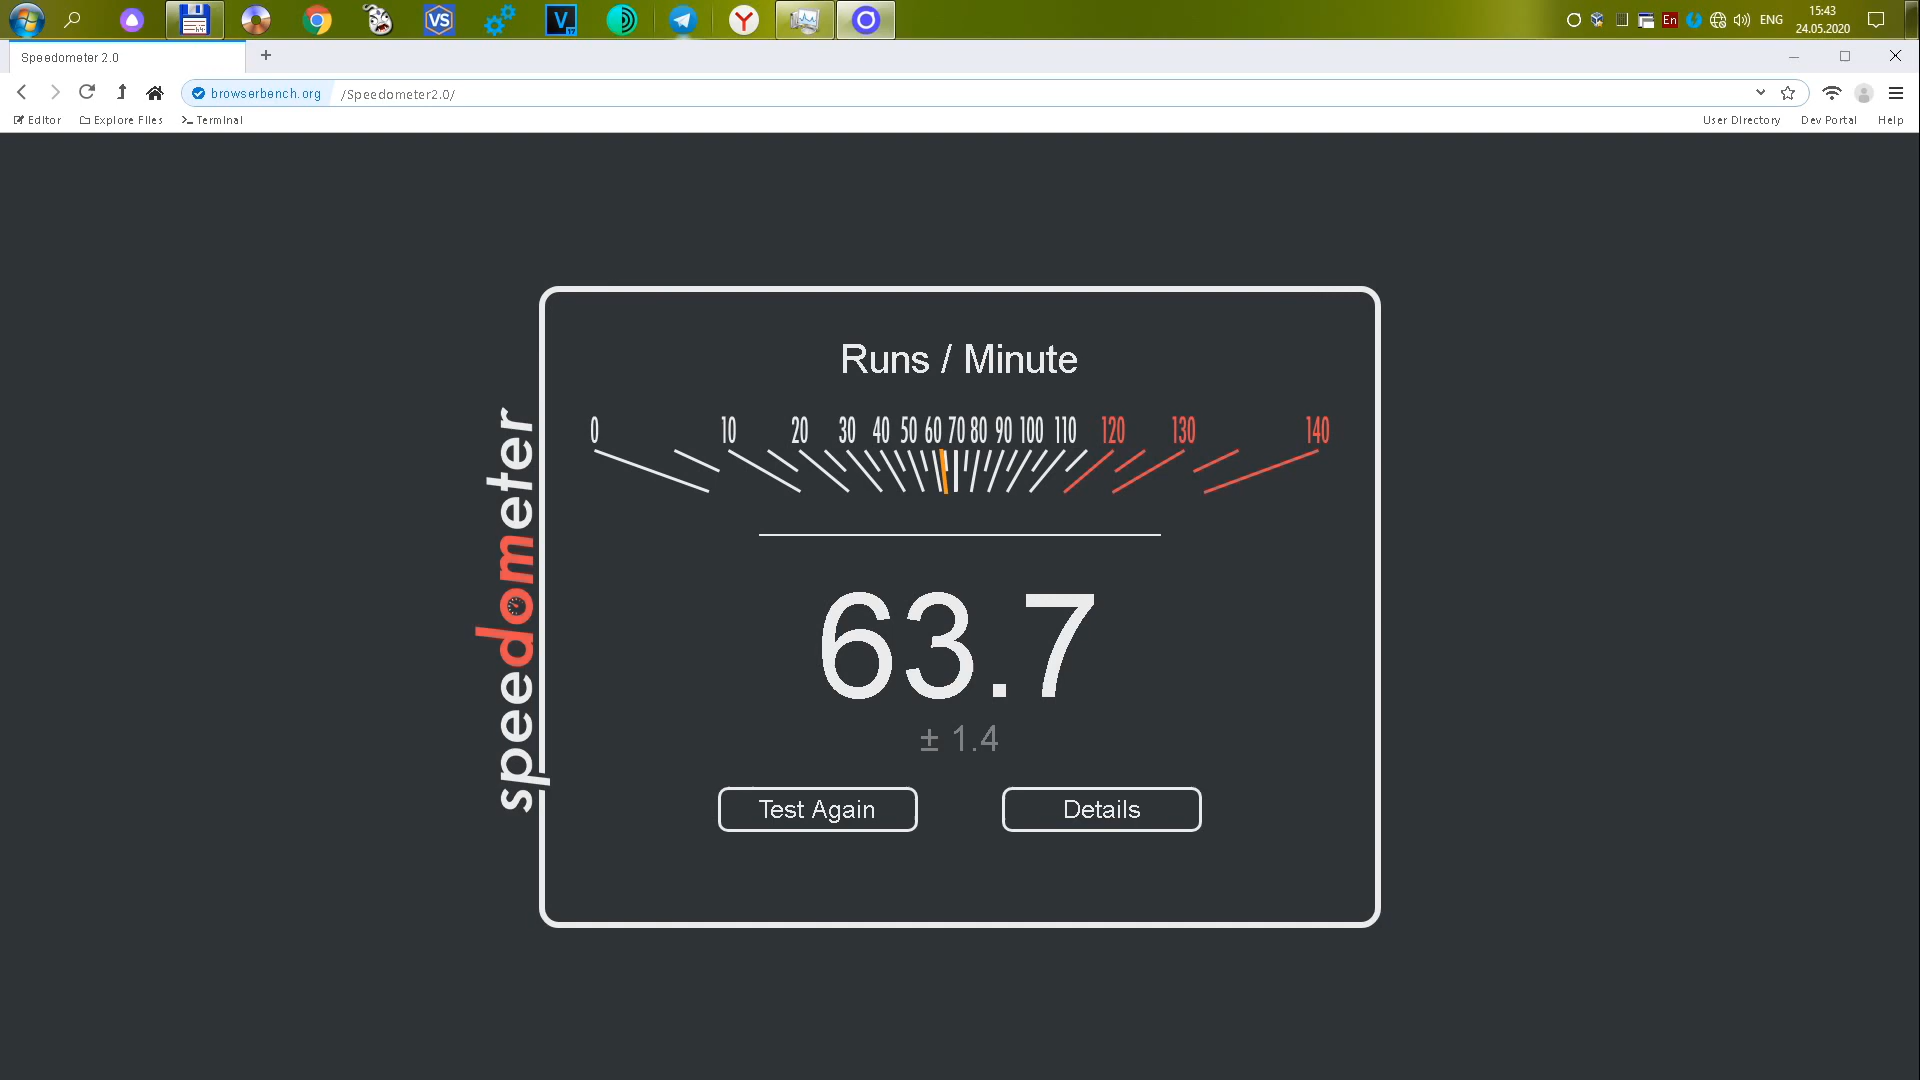 VS
V
17
En
ENG
15:43
24.05.2020
Speedometer 2.0
browserbench.org /Speedometer2.0/
Editor Explore Files Terminal User Directory Dev Portal Help
Runs / Minute
0 10 20 30 40 50 60 70 80 90 100 110 120 130 140
speedometer
63.7
± 1.4
Test Again Details